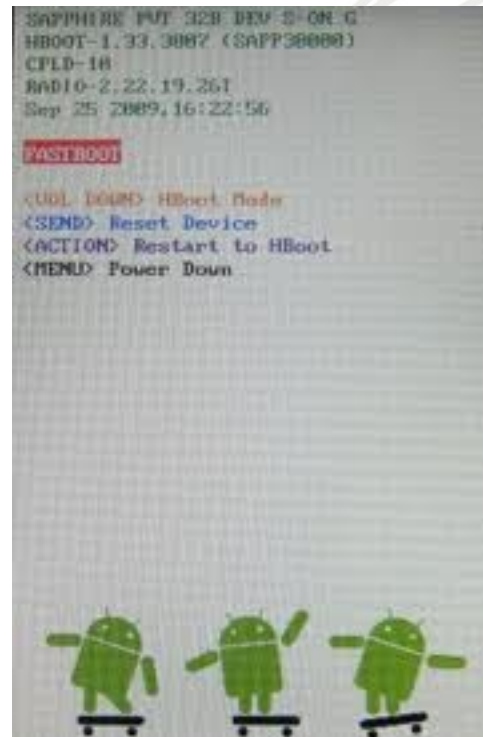 SAPPHIRE PVT 32B DEV S-ON G
HBOOT-1.33.3007 (SAPP30000)
CPLD-10
RADIO-2.22.19.26I
Sep 25 2009,16:22:56
FASTBOOT
<VOL DOWN> HBoot Mode
<SEND> Reset Device
<ACTION> Restart to HBoot
<MENU> Power Down